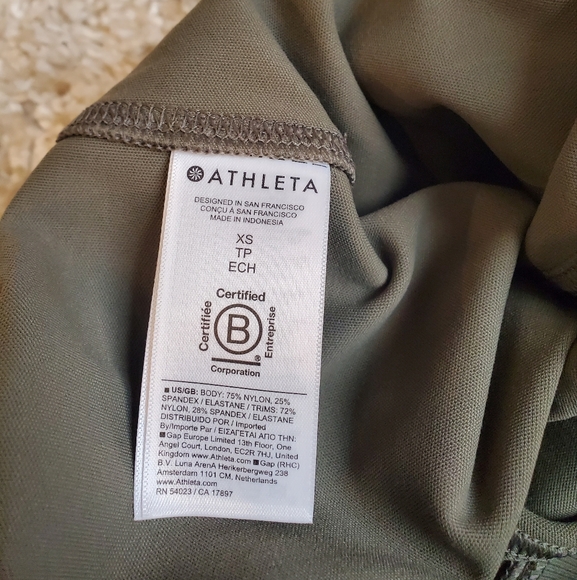 ATHLETA
DESIGNED IN SAN FRANCISCO
CONÇU À SAN FRANCISCO
MADE IN INDONESIA
XS
TP
ECH
Certified
Certifiée
B
Entreprise
®
Corporation
■ US/GB: BODY: 75% NYLON, 25%
SPANDEX / ELASTANE / TRIMS: 72%
NYLON, 28% SPANDEX / ELASTANE
DISTRIBUIDO POR / Imported
By/Importe Par / ΕΙΣΑΓΕΤΑΙ ΑΠΟ ΤΗΝ:
■ Gap Europe Limited 13th Floor, One
Angel Court, London, EC2R 7HJ, United
Kingdom www.Athleta.com ■ Gap (RHC)
B.V. Luna ArenA Herikerbergweg 238
Amsterdam 1101 CM, Netherlands
www.Athleta.com
RN 54023 / CA 17897